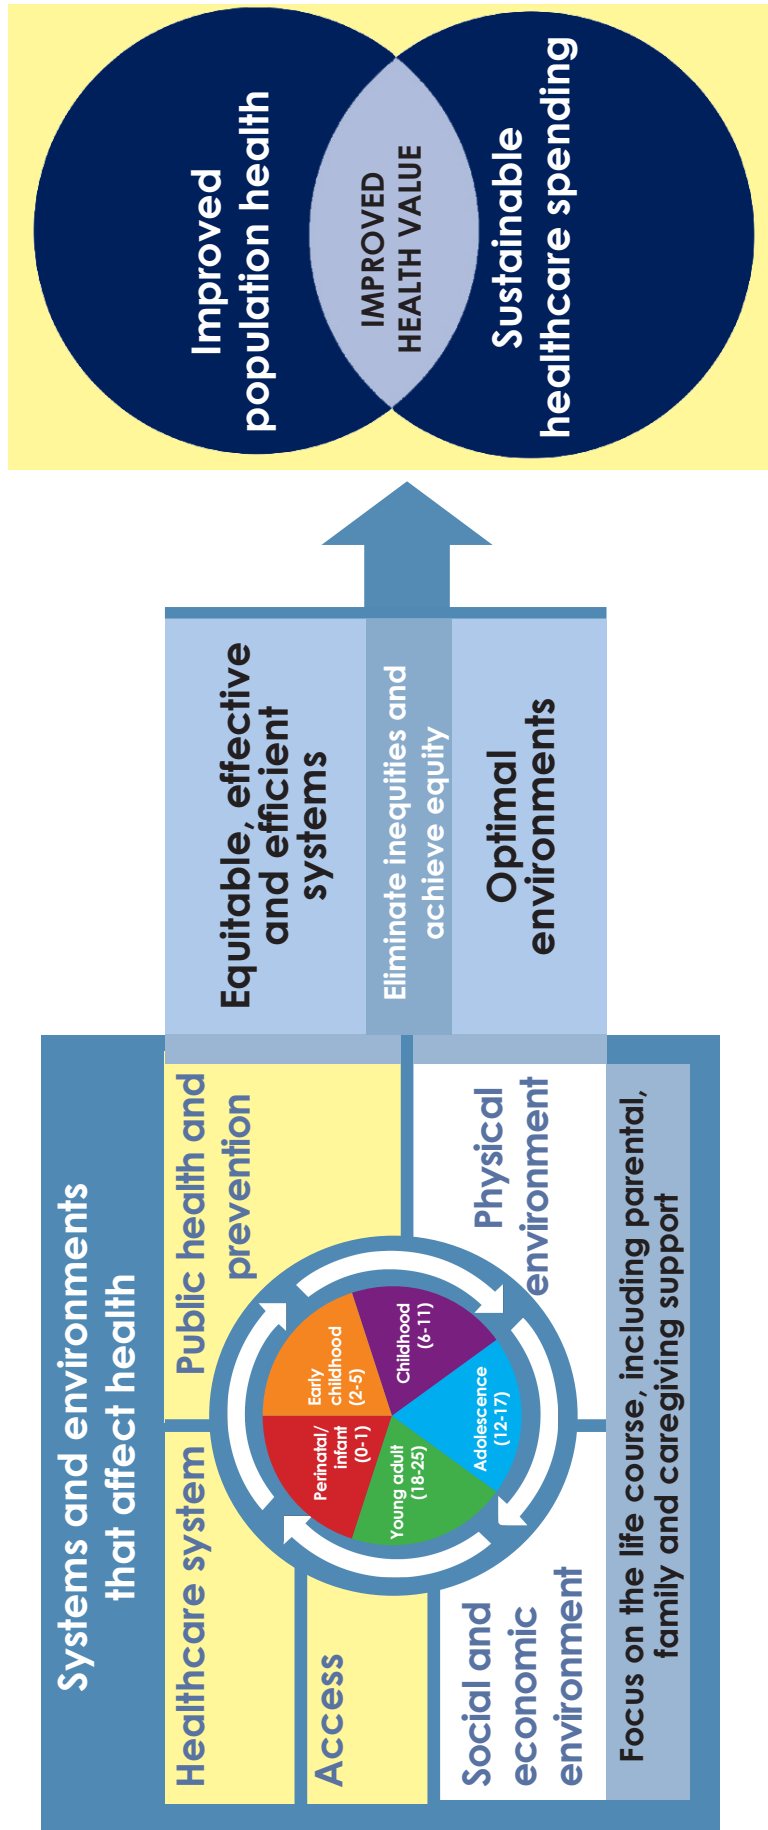 Systems and environments
that affect health
Healthcare system
Public health and
prevention
Access
Perinatal/
infant
(0-1)
Early
childhood
(2-5)
Childhood
(6-11)
Adolescence
(12-17)
Young adult
(18-25)
Social and
economic
environment
Physical
environment
Focus on the life course, including parental,
family and caregiving support
Equitable, effective
and efficient
systems
Eliminate inequities and
achieve equity
Optimal
environments
Improved
population health
IMPROVED
HEALTH VALUE
Sustainable
healthcare spending